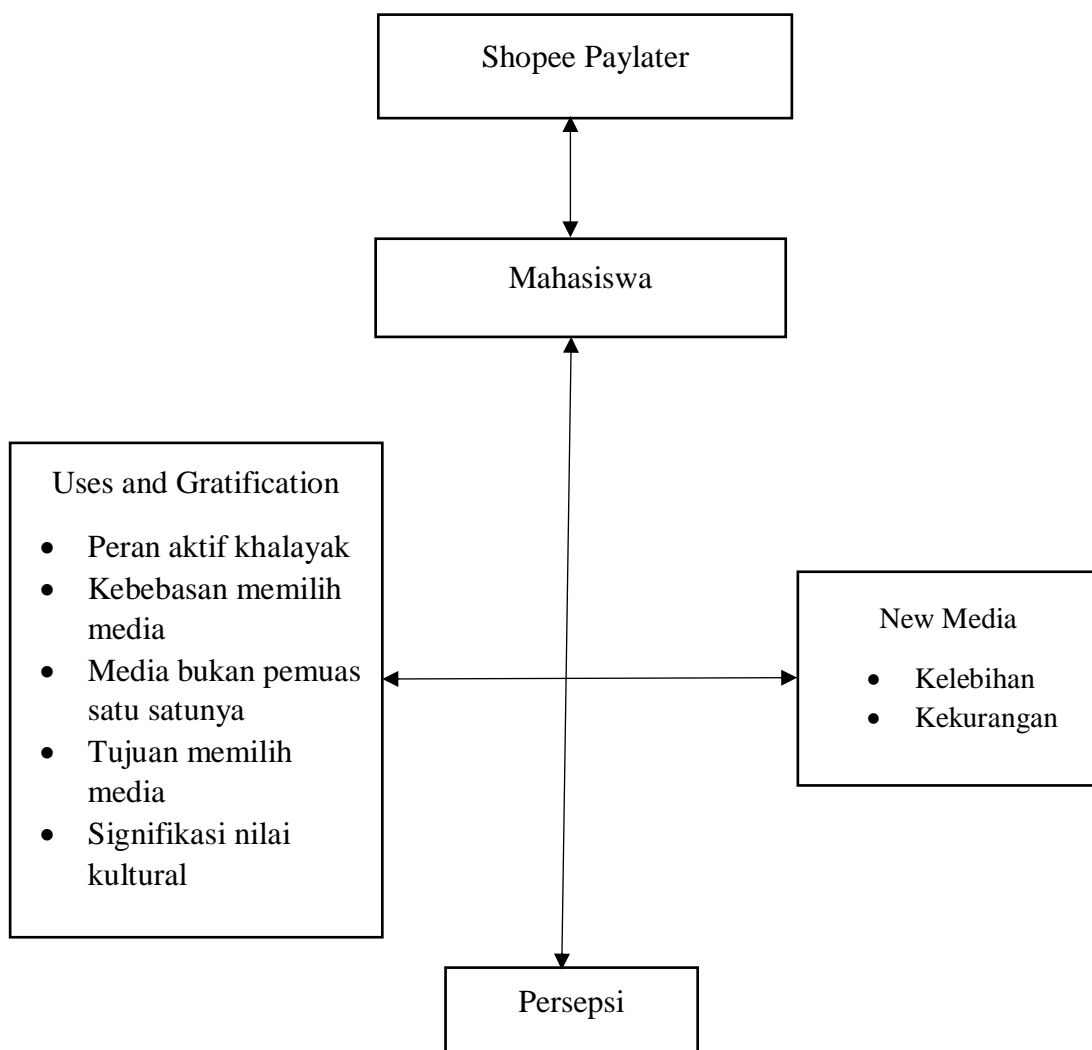 Shopee Paylater
Mahasiswa
Uses and Gratification
• Peran aktif khalayak
• Kebebasan memilih
media
• Media bukan pemuas
satu satunya
• Tujuan memilih
media
• Signifikasi nilai
kultural
New Media
• Kelebihan
• Kekurangan
Persepsi